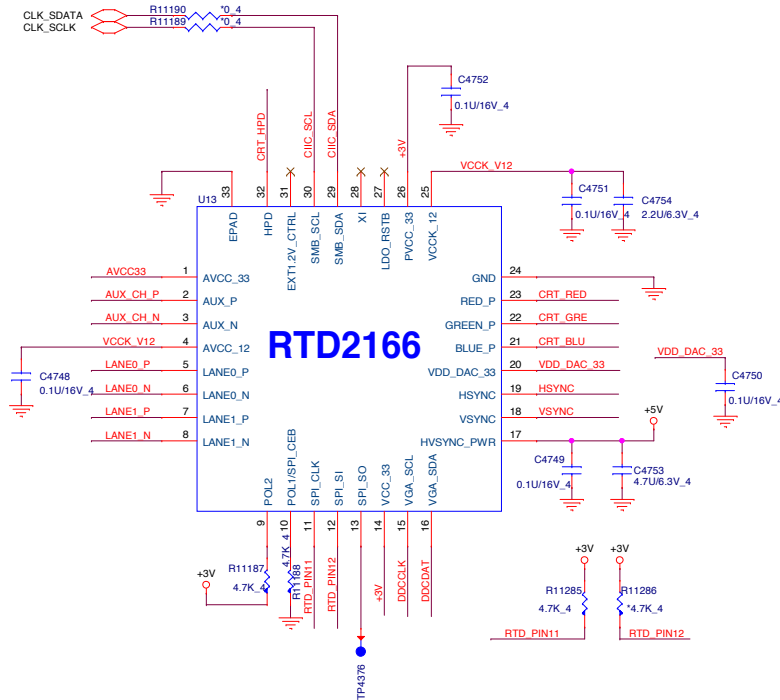 CLK_SDATA
R11190
*0_4
CLK_SCLK
R11189
*0_4
C4752
0.1U/16V_4
CRT_HPD
CIIC_SCL
CIIC_SDA
+3V
VCCK_V12
C4751
0.1U/16V_4
C4754
2.2U/6.3V_4
U13
33
32
31
30
29
28
27
26
25
EPAD
HPD
EXT1.2V_CTRL
SMB_SCL
SMB_SDA
XI
LDO_RSTB
PVCC_33
VCCK_12
AVCC33
1
AVCC_33
AUX_CH_P
2
AUX_P
AUX_CH_N
3
AUX_N
VCCK_V12
4
AVCC_12
LANE0_P
5
LANE0_P
LANE0_N
6
LANE0_N
LANE1_P
7
LANE1_P
LANE1_N
8
LANE1_N
C4748
0.1U/16V_4
RTD2166
GND
24
RED_P
23
CRT_RED
GREEN_P
22
CRT_GRE
BLUE_P
21
CRT_BLU
VDD_DAC_33
20
VDD_DAC_33
HSYNC
19
HSYNC
VSYNC
18
VSYNC
HVSYNC_PWR
17
VDD_DAC_33
C4750
0.1U/16V_4
+5V
C4749
0.1U/16V_4
C4753
4.7U/6.3V_4
POL2
POL1/SPI_CEB
SPI_CLK
SPI_SI
SPI_SO
VCC_33
VGA_SCL
VGA_SDA
9
10
11
12
13
14
15
16
+3V
R11187
4.7K_4
4.7K_4
R11188
RTD_PIN11
RTD_PIN12
+3V
DDCCLK
DDCDAT
TP4376
+3V
R11285
4.7K_4
RTD_PIN11
+3V
R11286
*4.7K_4
RTD_PIN12